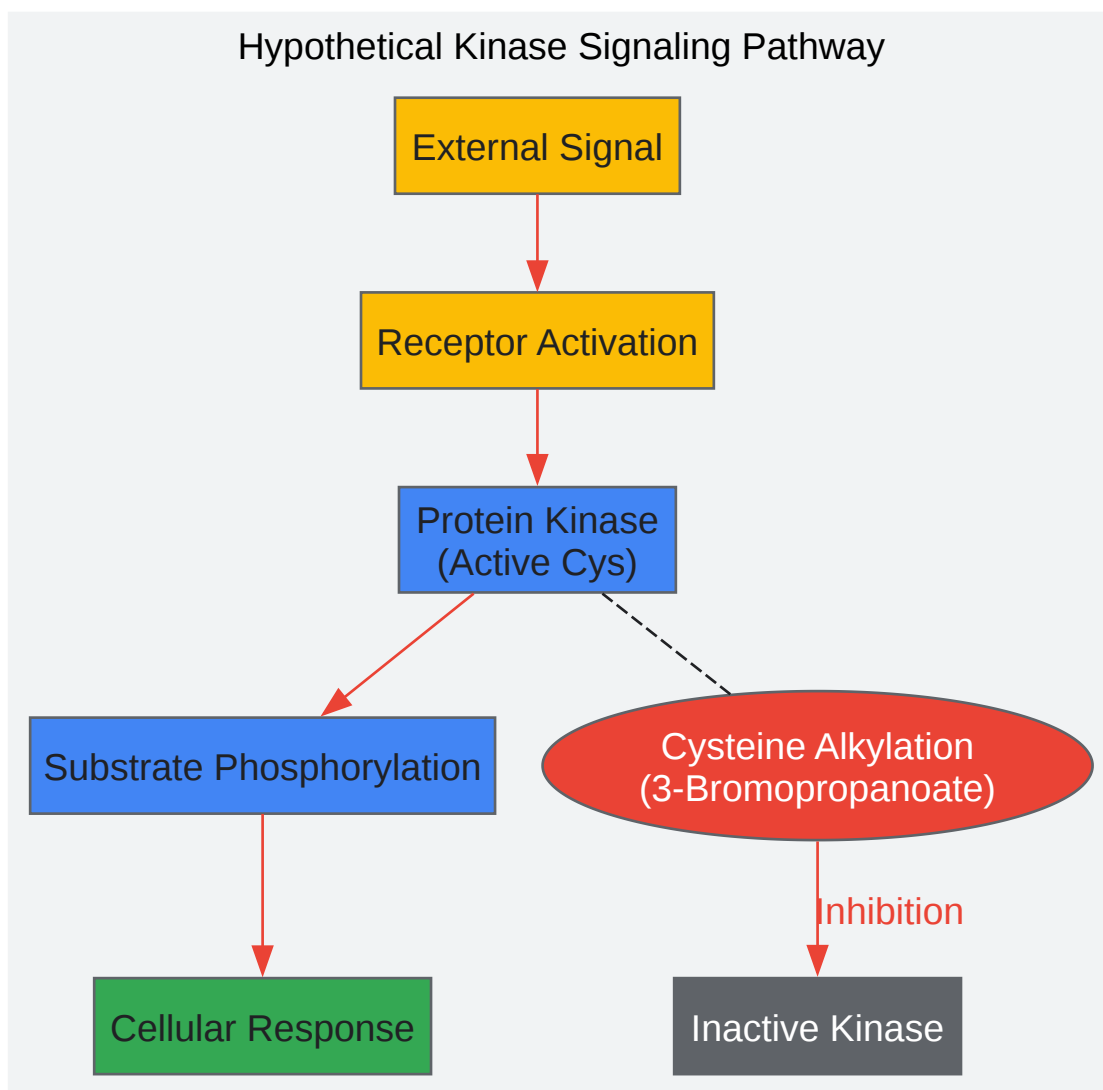 Hypothetical Kinase Signaling Pathway
External Signal
Receptor Activation
Protein Kinase
(Active Cys)
Substrate Phosphorylation
Cysteine Alkylation
(3-Bromopropanoate)
Inhibition
Cellular Response
Inactive Kinase